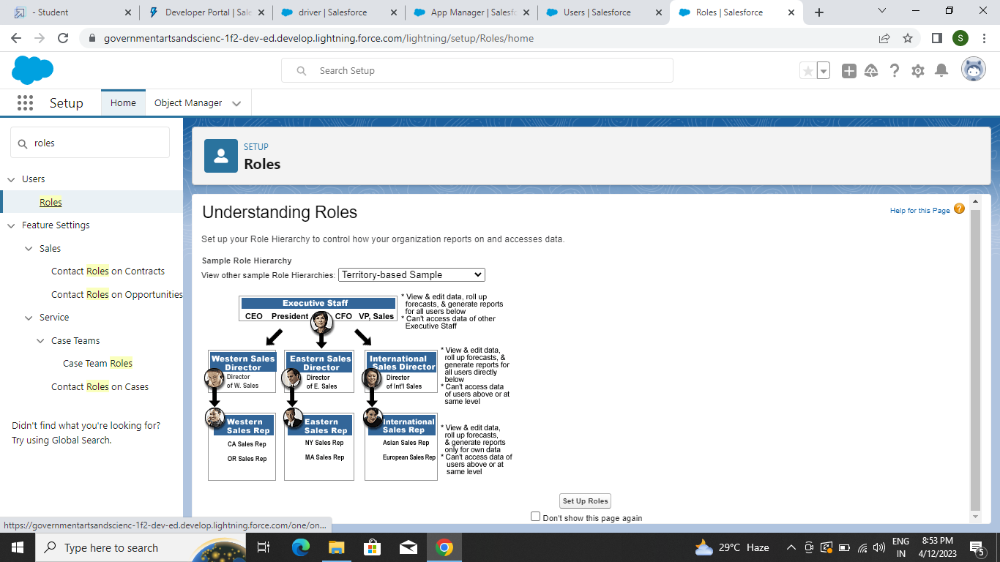 - Student
Developer Portal | Sale
driver | Salesforce
App Manager | Salesf
Users | Salesforce
Roles | Salesforce
governmentartsandscienc-1f2-dev-ed.develop.lightning.force.com/lightning/setup/Roles/home
S
Search Setup
Setup
Home
Object Manager
roles
Users
Roles
Feature Settings
Sales
Contact Roles on Contracts
Contact Roles on Opportunities
Service
Case Teams
Case Team Roles
Contact Roles on Cases
Didn't find what you're looking for?
Try using Global Search.
SETUP
Roles
Understanding Roles
Help for this Page ?
Set up your Role Hierarchy to control how your organization reports on and accesses data.
Sample Role Hierarchy
View other sample Role Hierarchies: Territory-based Sample
Executive Staff
CEO President CFO VP, Sales
* View & edit data, roll up
forecasts, & generate reports
for all users below
* Can't access data of other
Executive Staff
Western Sales
Director
Director
of W. Sales
Eastern Sales
Director
Director
of E. Sales
International
Sales Director
Director
of Int'l Sales
* View & edit data,
roll up forecasts, &
generate reports for
all users directly
below
* Can't access data
of users above or at
same level
Western
Sales Rep
CA Sales Rep
OR Sales Rep
Eastern
Sales Rep
NY Sales Rep
MA Sales Rep
International
Sales Rep
Asian Sales Rep
European Sales Rep
* View & edit data,
roll up forecasts,
& generate reports
only for own data
* Can't access data of
users above or at
same level
Set Up Roles
Don't show this page again
https://governmentartsandscienc-1f2-dev-ed.develop.lightning.force.com/one/on...
Type here to search
29°C Haze
ENG
IN
8:53 PM
4/12/2023
5